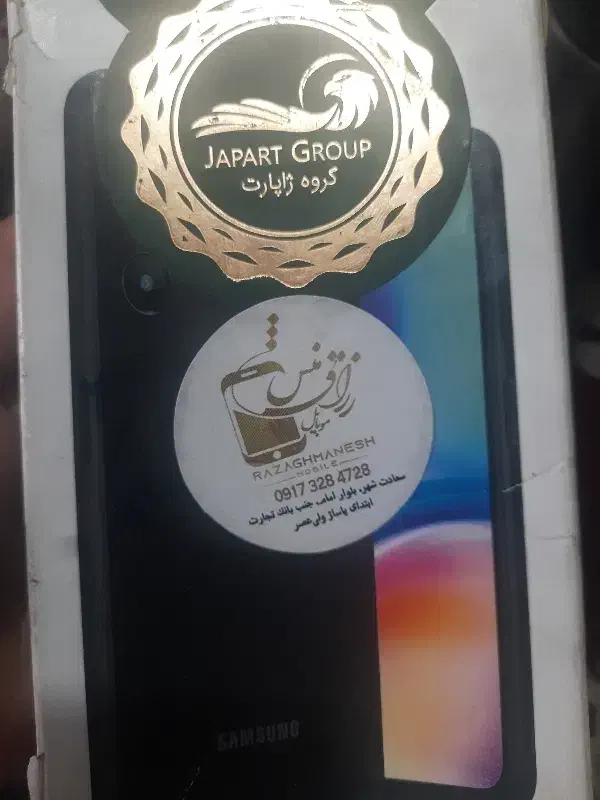 JAPART GROUP
گروه ژاپارت
رزاق منش
موبایل
RAZAGHMANESH
MOBILE
0917 328 4728
سعادت شهر، بلوار امام، جنب بانک تجارت
ابتدای پاساژ ولی‌عصر
SAMSUNG